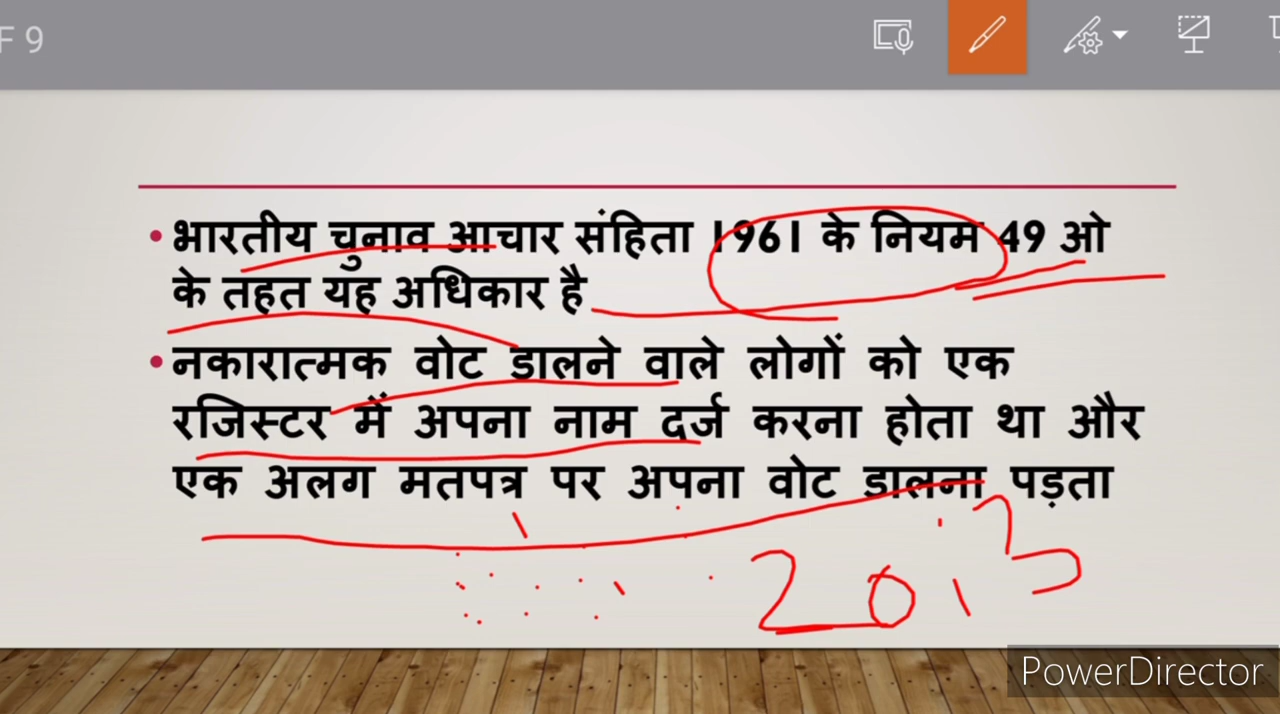 F 9
• भारतीय चुनाव आचार संहिता 1961 के नियम 49 ओ
के तहत यह अधिकार है
• नकारात्मक वोट डालने वाले लोगों को एक
रजिस्टर में अपना नाम दर्ज करना होता था और
एक अलग मतपत्र पर अपना वोट डालना पड़ता
2013
PowerDirector